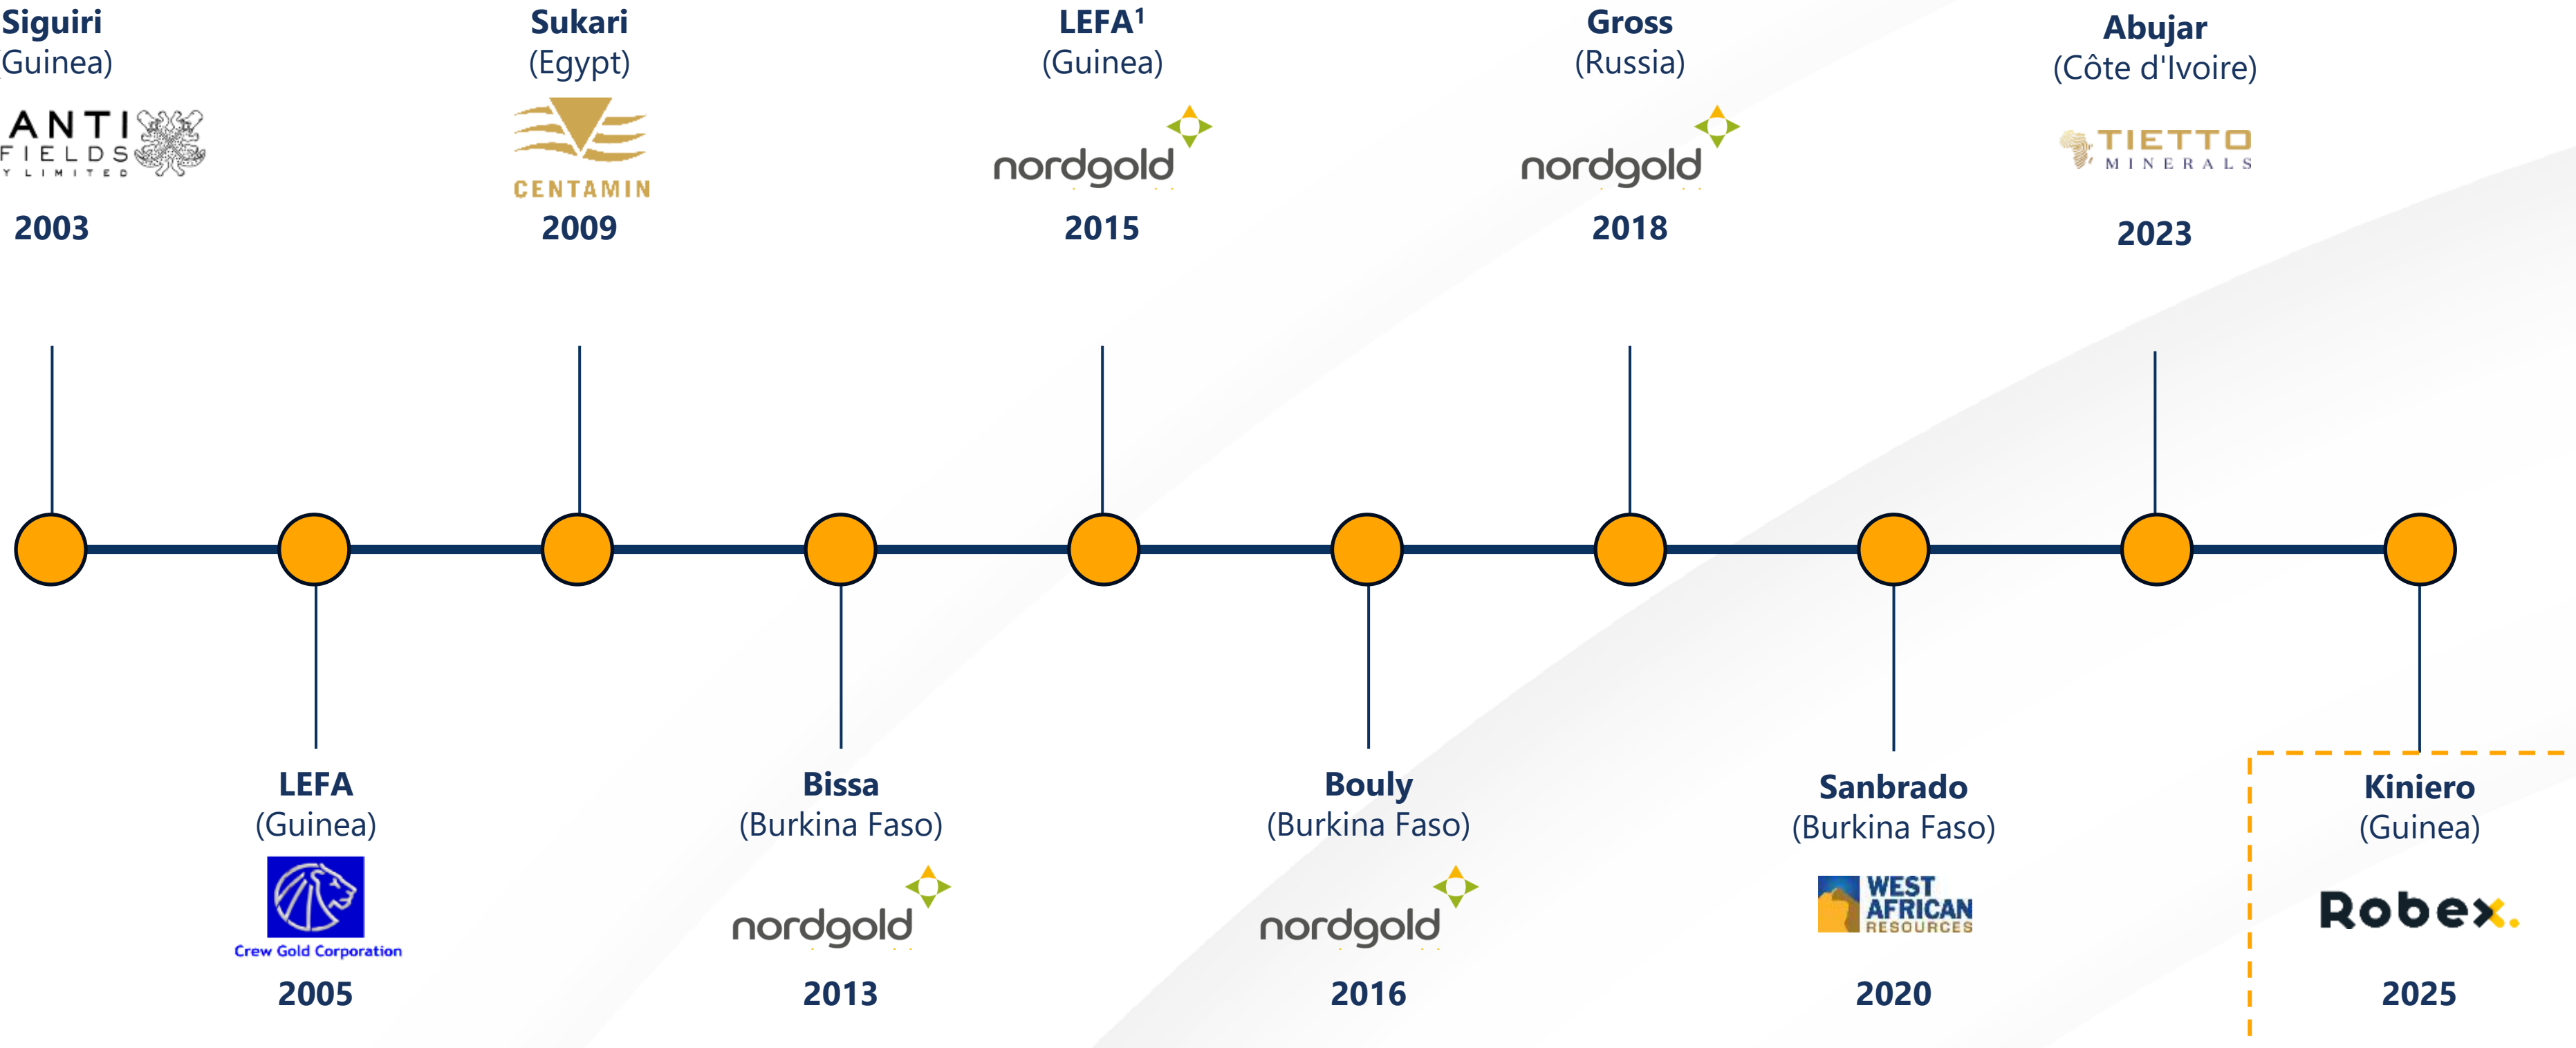 Siguiri
(Guinea)
ANTI
FIELDS
Y LIMITED
2003
Sukari
(Egypt)
CENTAMIN
2009
LEFA¹
(Guinea)
nordgold
2015
Gross
(Russia)
nordgold
2018
Abujar
(Côte d'Ivoire)
TIETTO
MINERALS
2023
LEFA
(Guinea)
Crew Gold Corporation
2005
Bissa
(Burkina Faso)
nordgold
2013
Bouly
(Burkina Faso)
nordgold
2016
Sanbrado
(Burkina Faso)
WEST
AFRICAN
RESOURCES
2020
Kiniero
(Guinea)
Robex.
2025